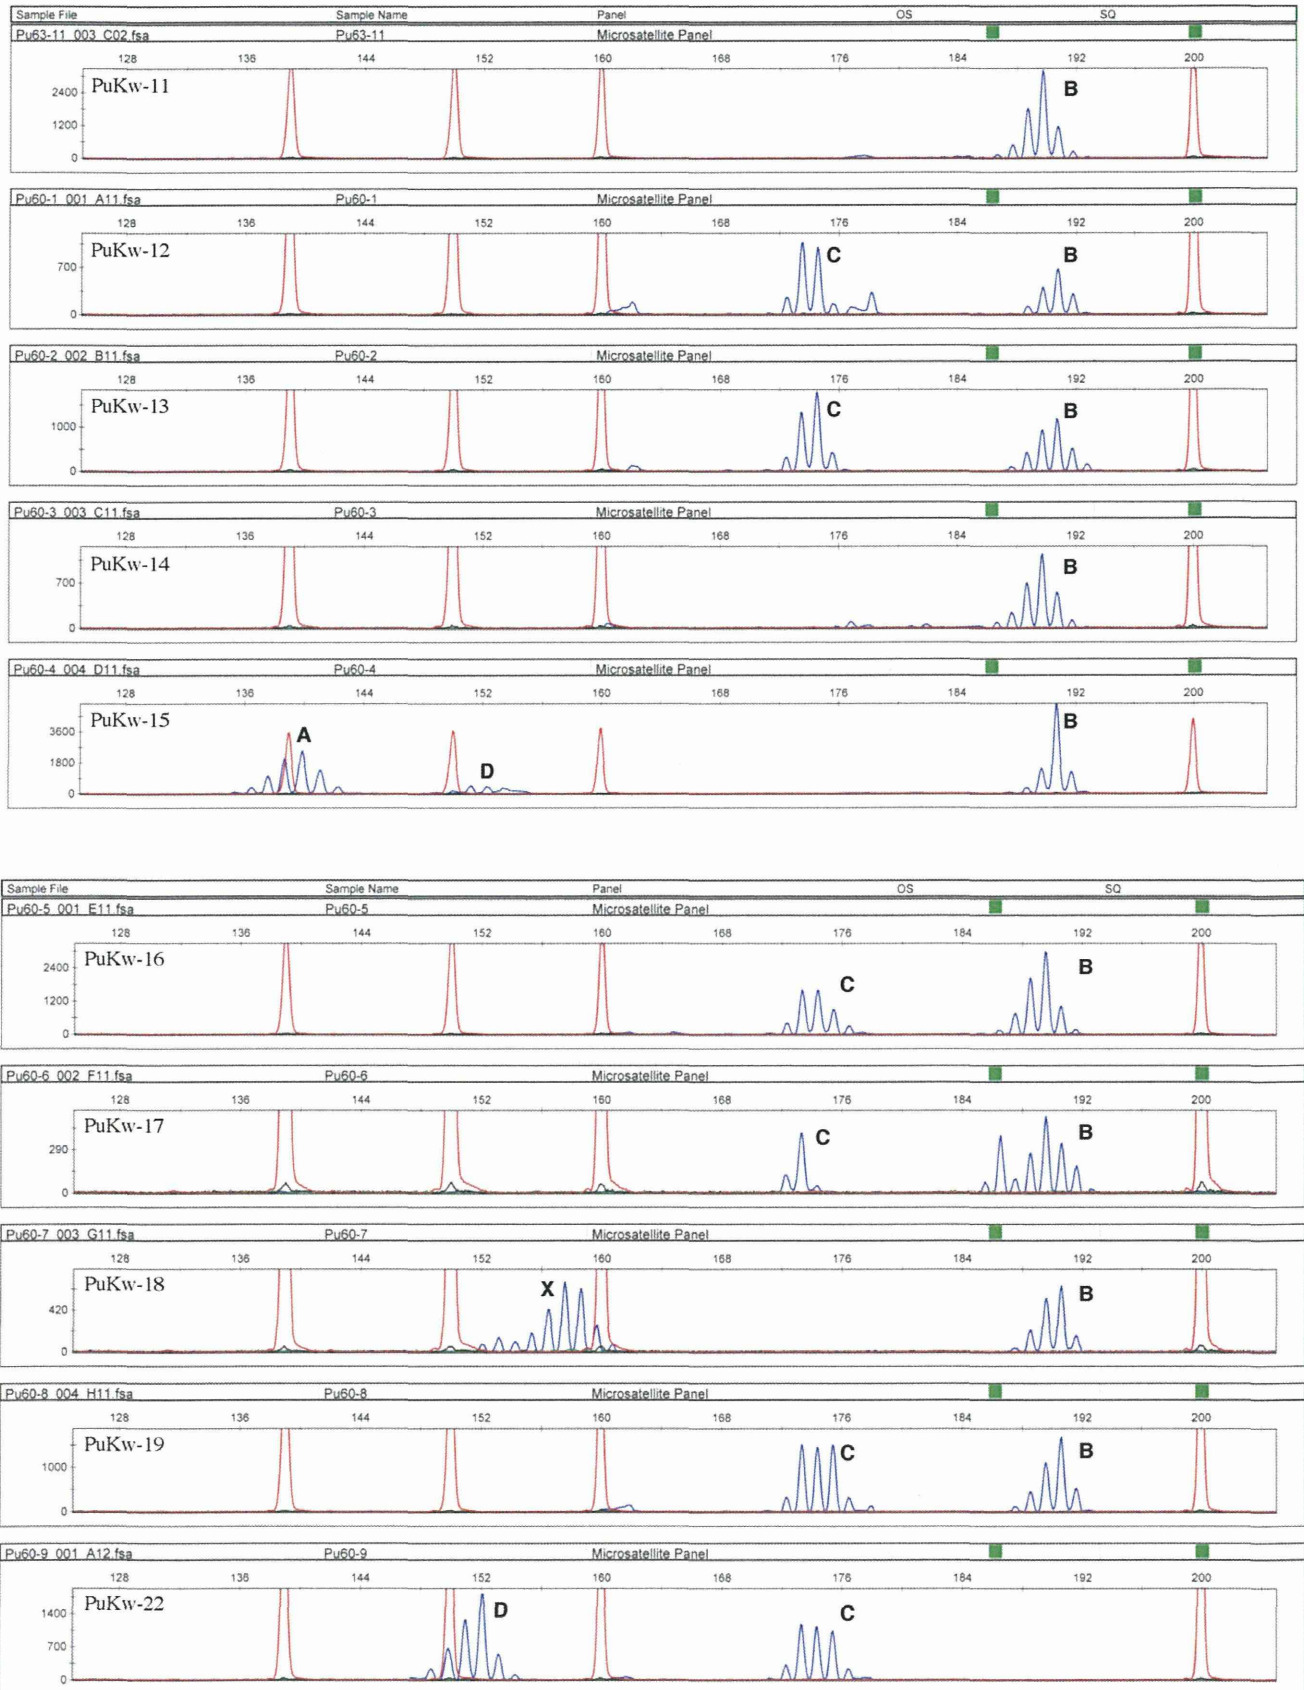 Sample File Sample Name Panel OS SQ
Pu63-11_003_C02.fsa Pu63-11 Microsatellite Panel
128 136 144 152 160 168 176 184 192 200
PuKw-11
B
2400
1200
0
Pu60-1_001_A11.fsa Pu60-1 Microsatellite Panel
128 136 144 152 160 168 176 184 192 200
PuKw-12
C B
700
0
Pu60-2_002_B11.fsa Pu60-2 Microsatellite Panel
128 136 144 152 160 168 176 184 192 200
PuKw-13
C B
1000
0
Pu60-3_003_C11.fsa Pu60-3 Microsatellite Panel
128 136 144 152 160 168 176 184 192 200
PuKw-14
B
700
0
Pu60-4_004_D11.fsa Pu60-4 Microsatellite Panel
128 136 144 152 160 168 176 184 192 200
PuKw-15
B
3600 A
1800 D
0
Sample File Sample Name Panel OS SQ
Pu60-5_001_E11.fsa Pu60-5 Microsatellite Panel
128 136 144 152 160 168 176 184 192 200
PuKw-16
2400 B
C
1200
0
Pu60-6_002_F11.fsa Pu60-6 Microsatellite Panel
128 136 144 152 160 168 176 184 192 200
PuKw-17
C B
290
0
Pu60-7_003_G11.fsa Pu60-7 Microsatellite Panel
128 136 144 152 160 168 176 184 192 200
PuKw-18
X B
420
0
Pu60-8_004_H11.fsa Pu60-8 Microsatellite Panel
128 136 144 152 160 168 176 184 192 200
PuKw-19
C B
1000
0
Pu60-9_001_A12.fsa Pu60-9 Microsatellite Panel
128 136 144 152 160 168 176 184 192 200
PuKw-22
1400 D C
700
0